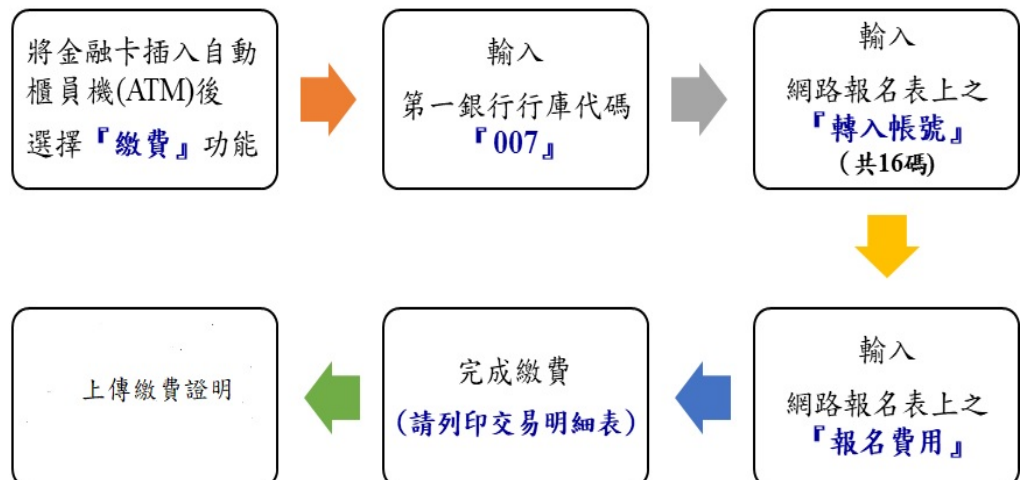 將金融卡插入自動
櫃員機(ATM)後
選擇『繳費』功能
輸入
第一銀行行庫代碼
『007』
輸入
網路報名表上之
『轉入帳號』
(共16碼)
輸入
網路報名表上之
『報名費用』
完成繳費
(請列印交易明細表)
上傳繳費證明